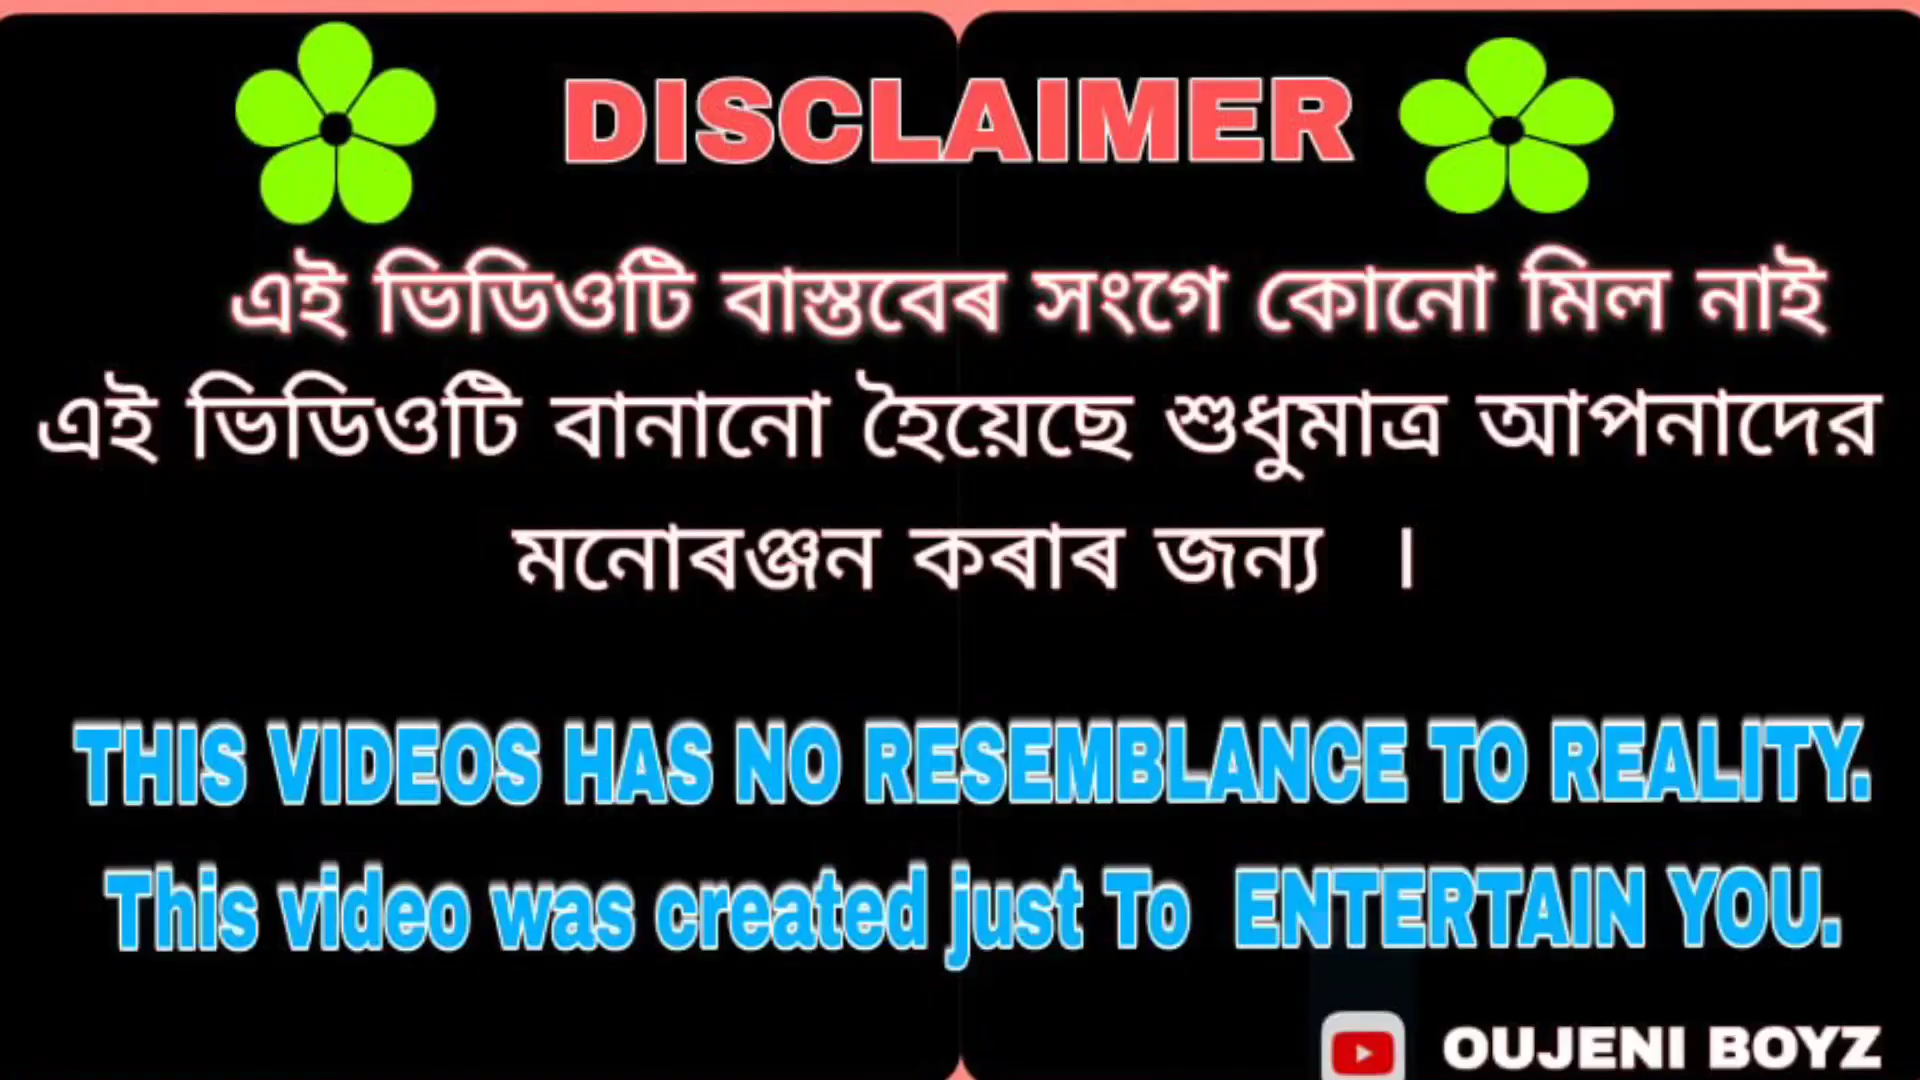 DISCLAIMER
এই ভিডিওটি বাস্তবেৰ সংগে কোনো মিল নাই
এই ভিডিওটি বানানো হৈয়েছে শুধুমাত্র আপনাদের
মনোৰঞ্জন কৰাৰ জন্য ।
THIS VIDEOS HAS NO RESEMBLANCE TO REALITY.
This video was created just To ENTERTAIN YOU.
OUJENI BOYZ